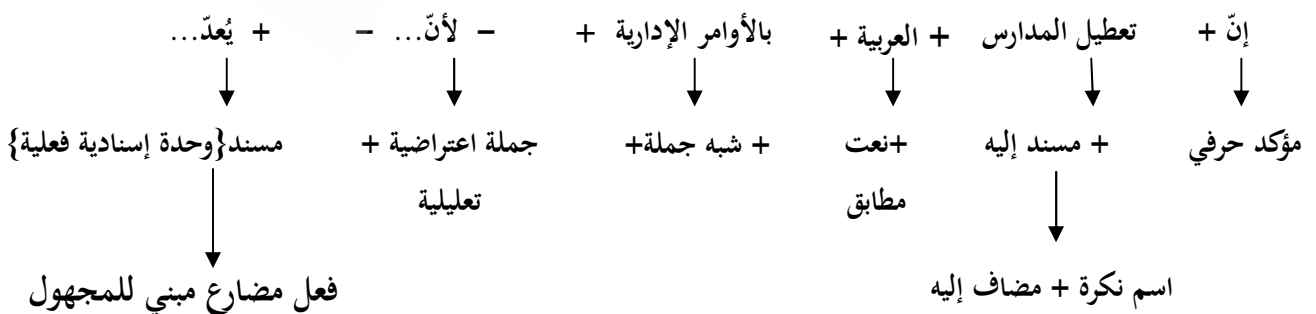 إنّ + تعطيل المدارس + العربية + بالأوامر الإدارية + – لأنّ... – + يُعدّ...
مؤكد حرفي + مسند إليه +نعت + شبه جملة+ جملة اعتراضية + مسند{وحدة إسنادية فعلية}
مطابق تعليلية
اسم نكرة + مضاف إليه فعل مضارع مبني للمجهول